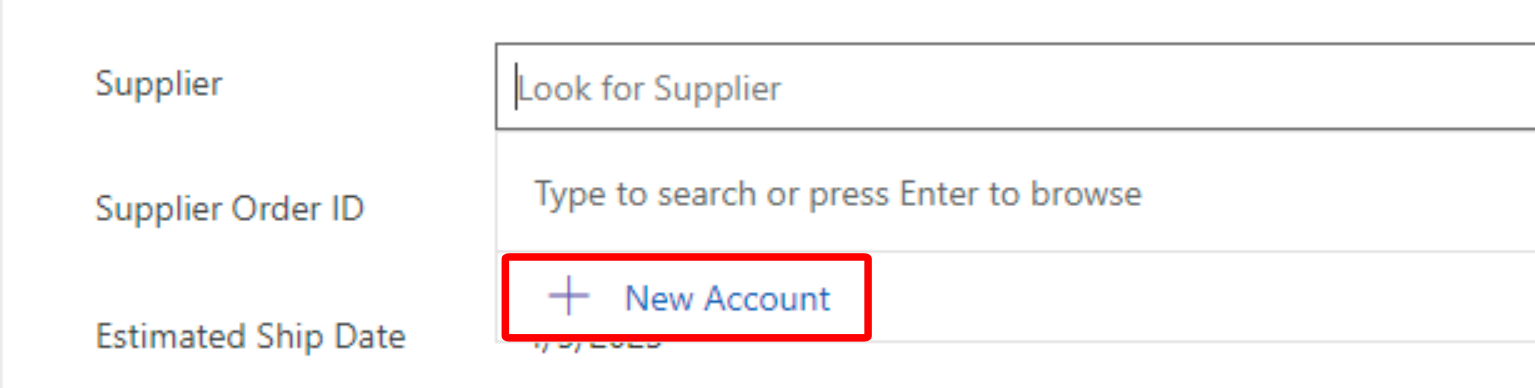 Supplier
Look for Supplier
Type to search or press Enter to browse
Supplier Order ID
New Account
Estimated Ship Date